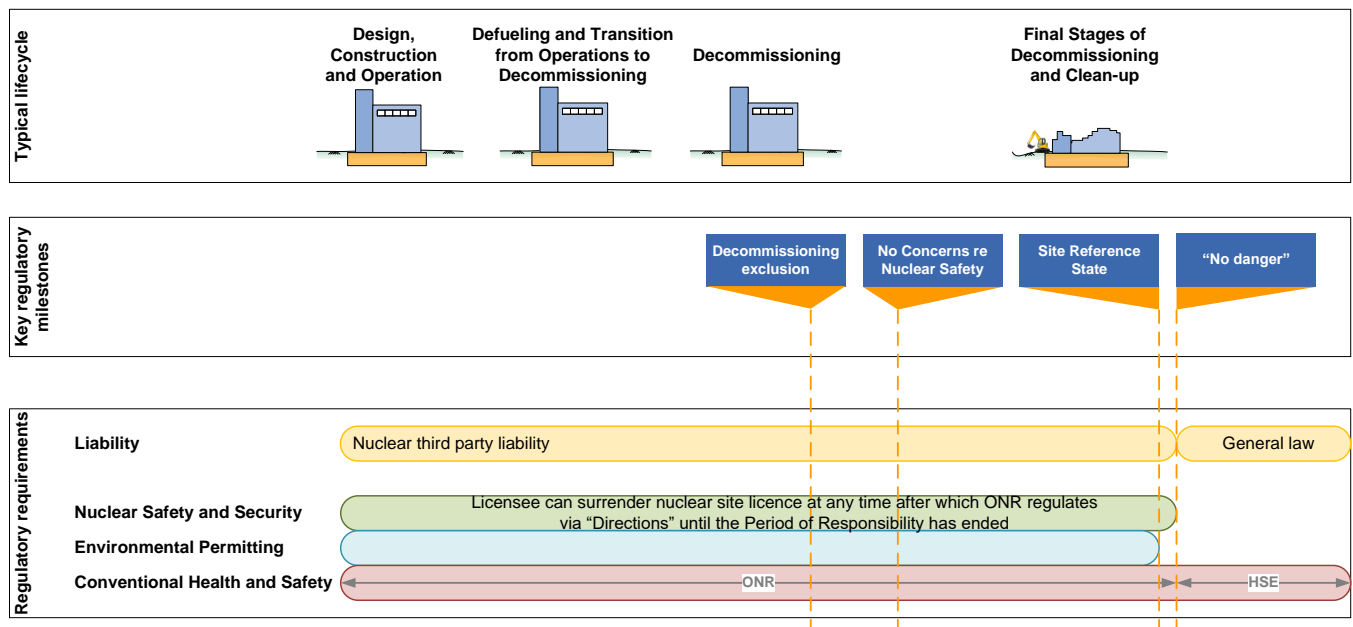 Typical lifecycle
Design,
Construction
and Operation
Defueling and Transition
from Operations to
Decommissioning
Decommissioning
Final Stages of
Decommissioning
and Clean-up
Key regulatory
milestones
Decommissioning
exclusion
No Concerns re
Nuclear Safety
Site Reference
State
“No danger”
Regulatory requirements
Liability
Nuclear third party liability
General law
Nuclear Safety and Security
Licensee can surrender nuclear site licence at any time after which ONR regulates
via “Directions” until the Period of Responsibility has ended
Environmental Permitting
Conventional Health and Safety
ONR
HSE